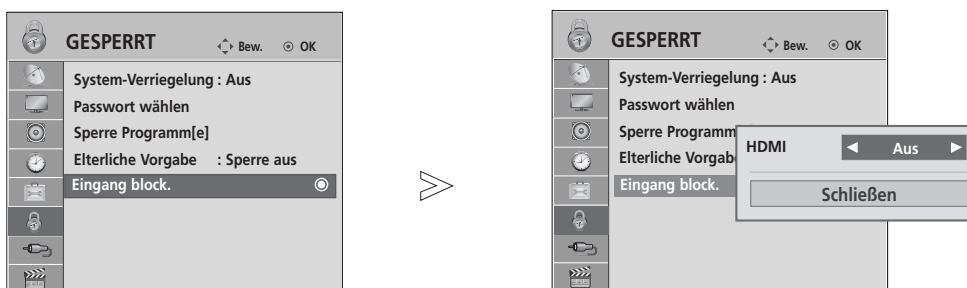 GESPERRT Bew. OK
System-Verriegelung : Aus
Passwort wählen
Sperre Programm[e]
Elterliche Vorgabe : Sperre aus
Eingang block.
GESPERRT Bew. OK
System-Verriegelung : Aus
Passwort wählen
Sperre Programm
Elterliche Vorgabe
Eingang block.
HDMI ◀ Aus ▶
Schließen